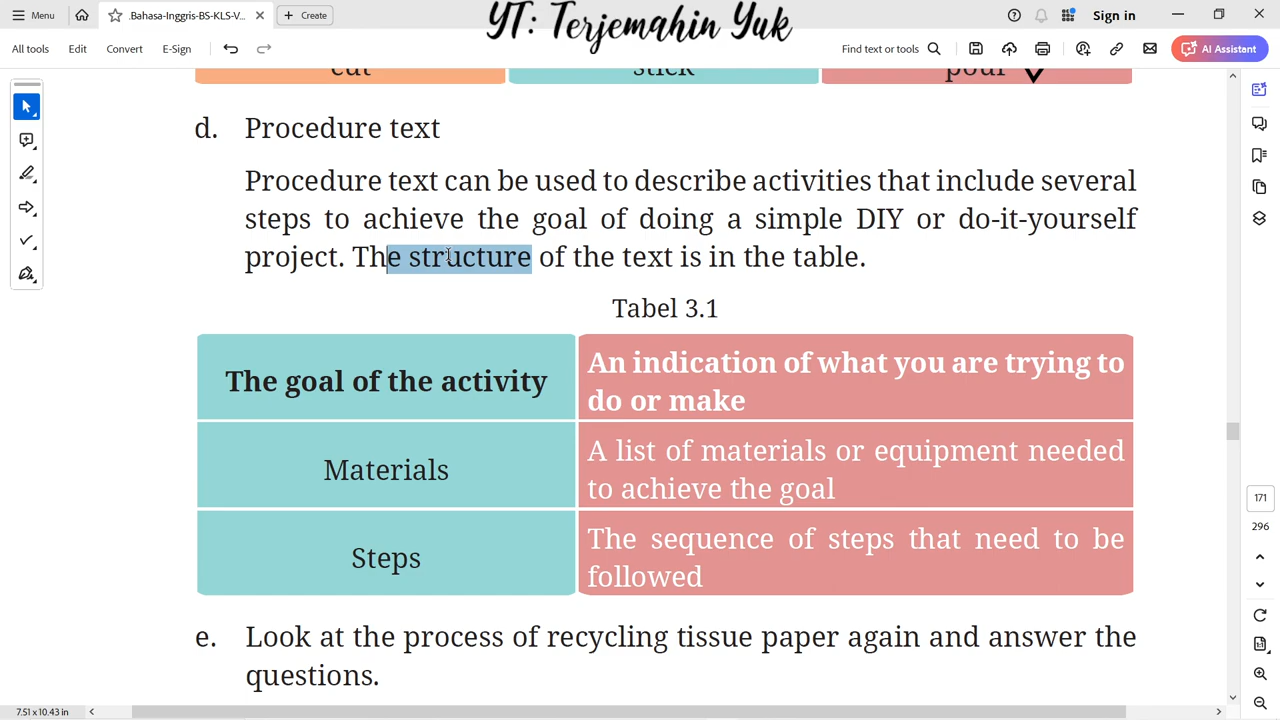 Menu
.Bahasa-Inggris-BS-KLS-V...
Create
YT: Terjemahin Yuk
Sign in
All tools Edit Convert E-Sign
Find text or tools
AI Assistant
cut stick pour
d. Procedure text
Procedure text can be used to describe activities that include several
steps to achieve the goal of doing a simple DIY or do-it-yourself
project. The structure of the text is in the table.
Tabel 3.1
The goal of the activity
An indication of what you are trying to
do or make
Materials
A list of materials or equipment needed
to achieve the goal
Steps
The sequence of steps that need to be
followed
e. Look at the process of recycling tissue paper again and answer the
questions.
171
296
7.51 x 10.43 in